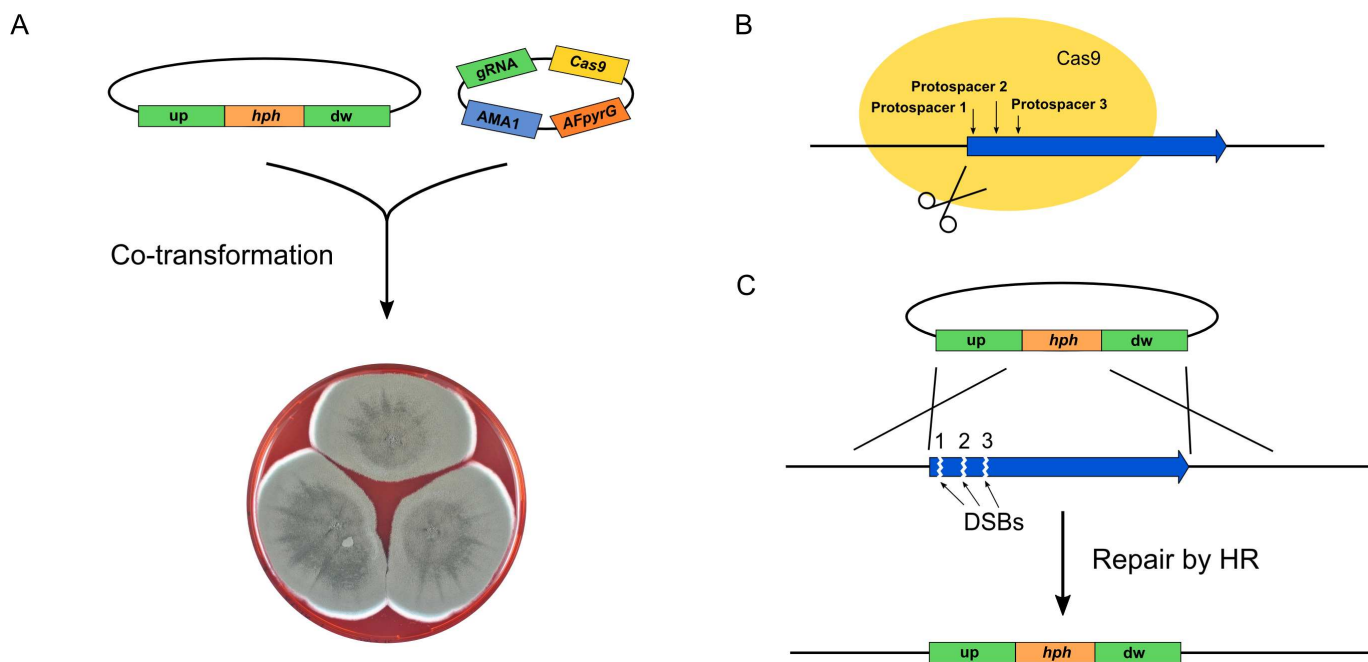 A
gRNA
Cas9
up hph dw
AMA1
AFpyrG
Co-transformation
B
Cas9
Protospacer 2
Protospacer 1
Protospacer 3
C
up hph dw
1 2 3
DSBs
Repair by HR
up hph dw